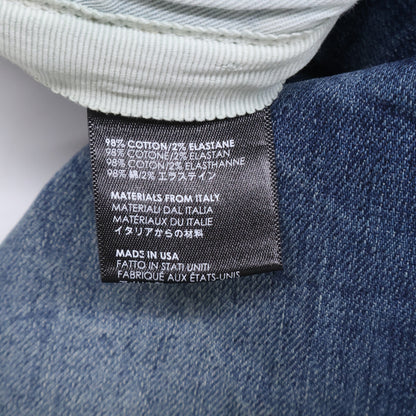 98% COTTON/2% ELASTANE
98% COTONE/2% ELASTAN
98% COTON/2% ELASTHANNE
98% 綿/2% エラステイン
MATERIALS FROM ITALY
MATERIAU DAL ITALIA
MATÉRIAUX DU ITALIE
イタリアからの材料
MADE IN USA
FATTO IN STATI UNITI
FABRIQUÉ AUX ÉTATS-UNIS